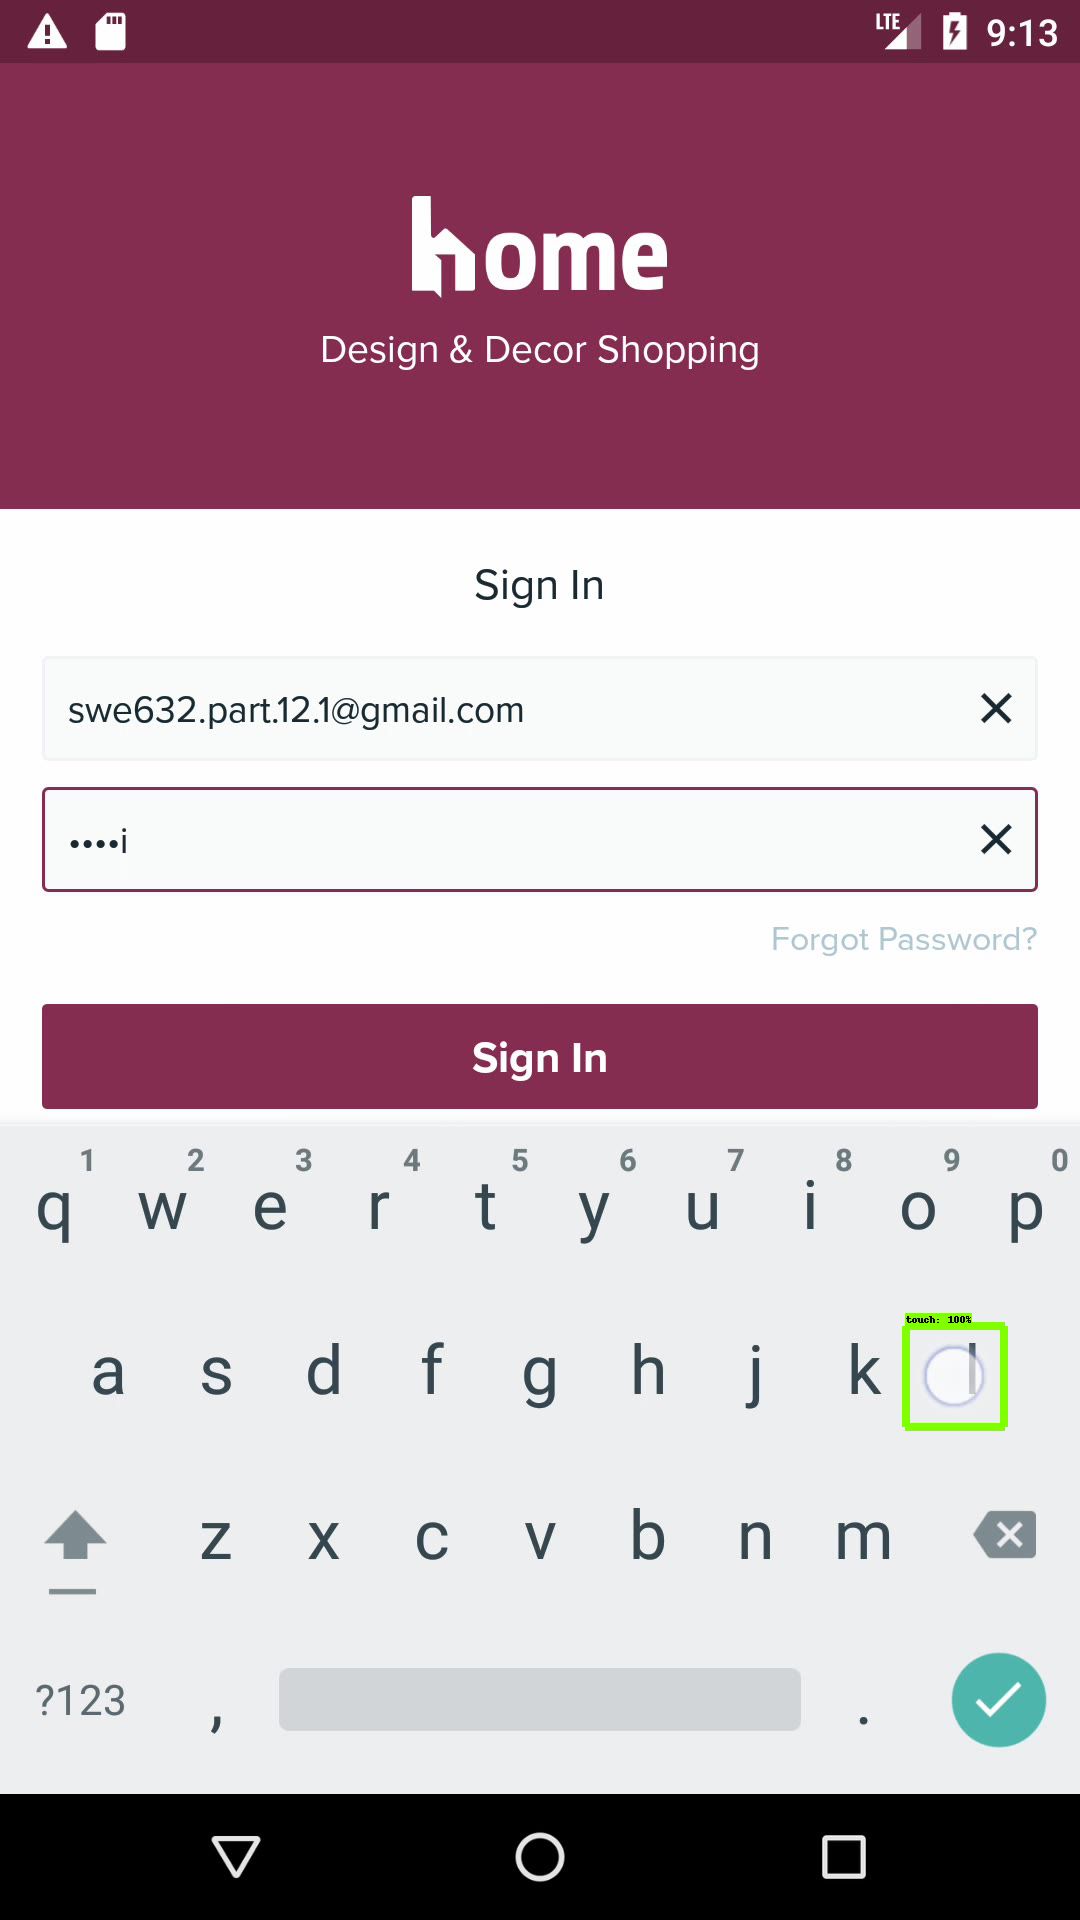 LTE 9:13
home
Design & Decor Shopping
Sign In
swe632.part.12.1@gmail.com
••••i
Forgot Password?
Sign In
1 2 3 4 5 6 7 8 9 0
q w e r t y u i o p
touch: 100%
a s d f g h j k l
z x c v b n m
?123 , .